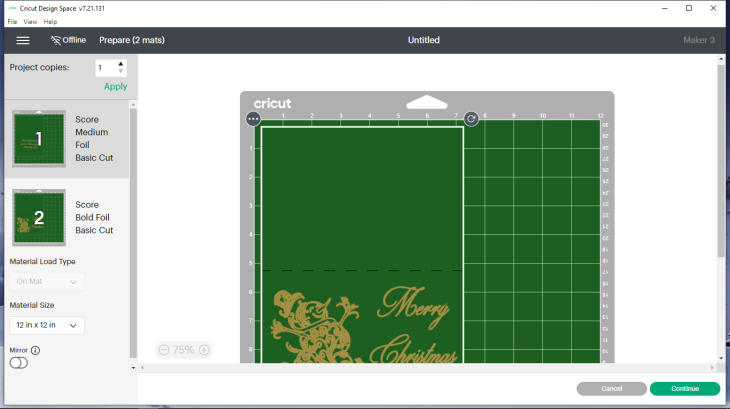 Cricut Design Space v7.21.131
File View Help
Offline
Prepare (2 mats)
Untitled
Maker 3
Project copies:
1
Apply
1
Score
Medium
Foil
Basic Cut
2
Score
Bold Foil
Basic Cut
Material Load Type
On Mat
Material Size
12 in x 12 in
Mirror
cricut
1 2 3 4 5 6 7 8 9 10 11 12
1
2
3
4
5
6
7
8
Merry
Christmas
75%
Cancel
Continue